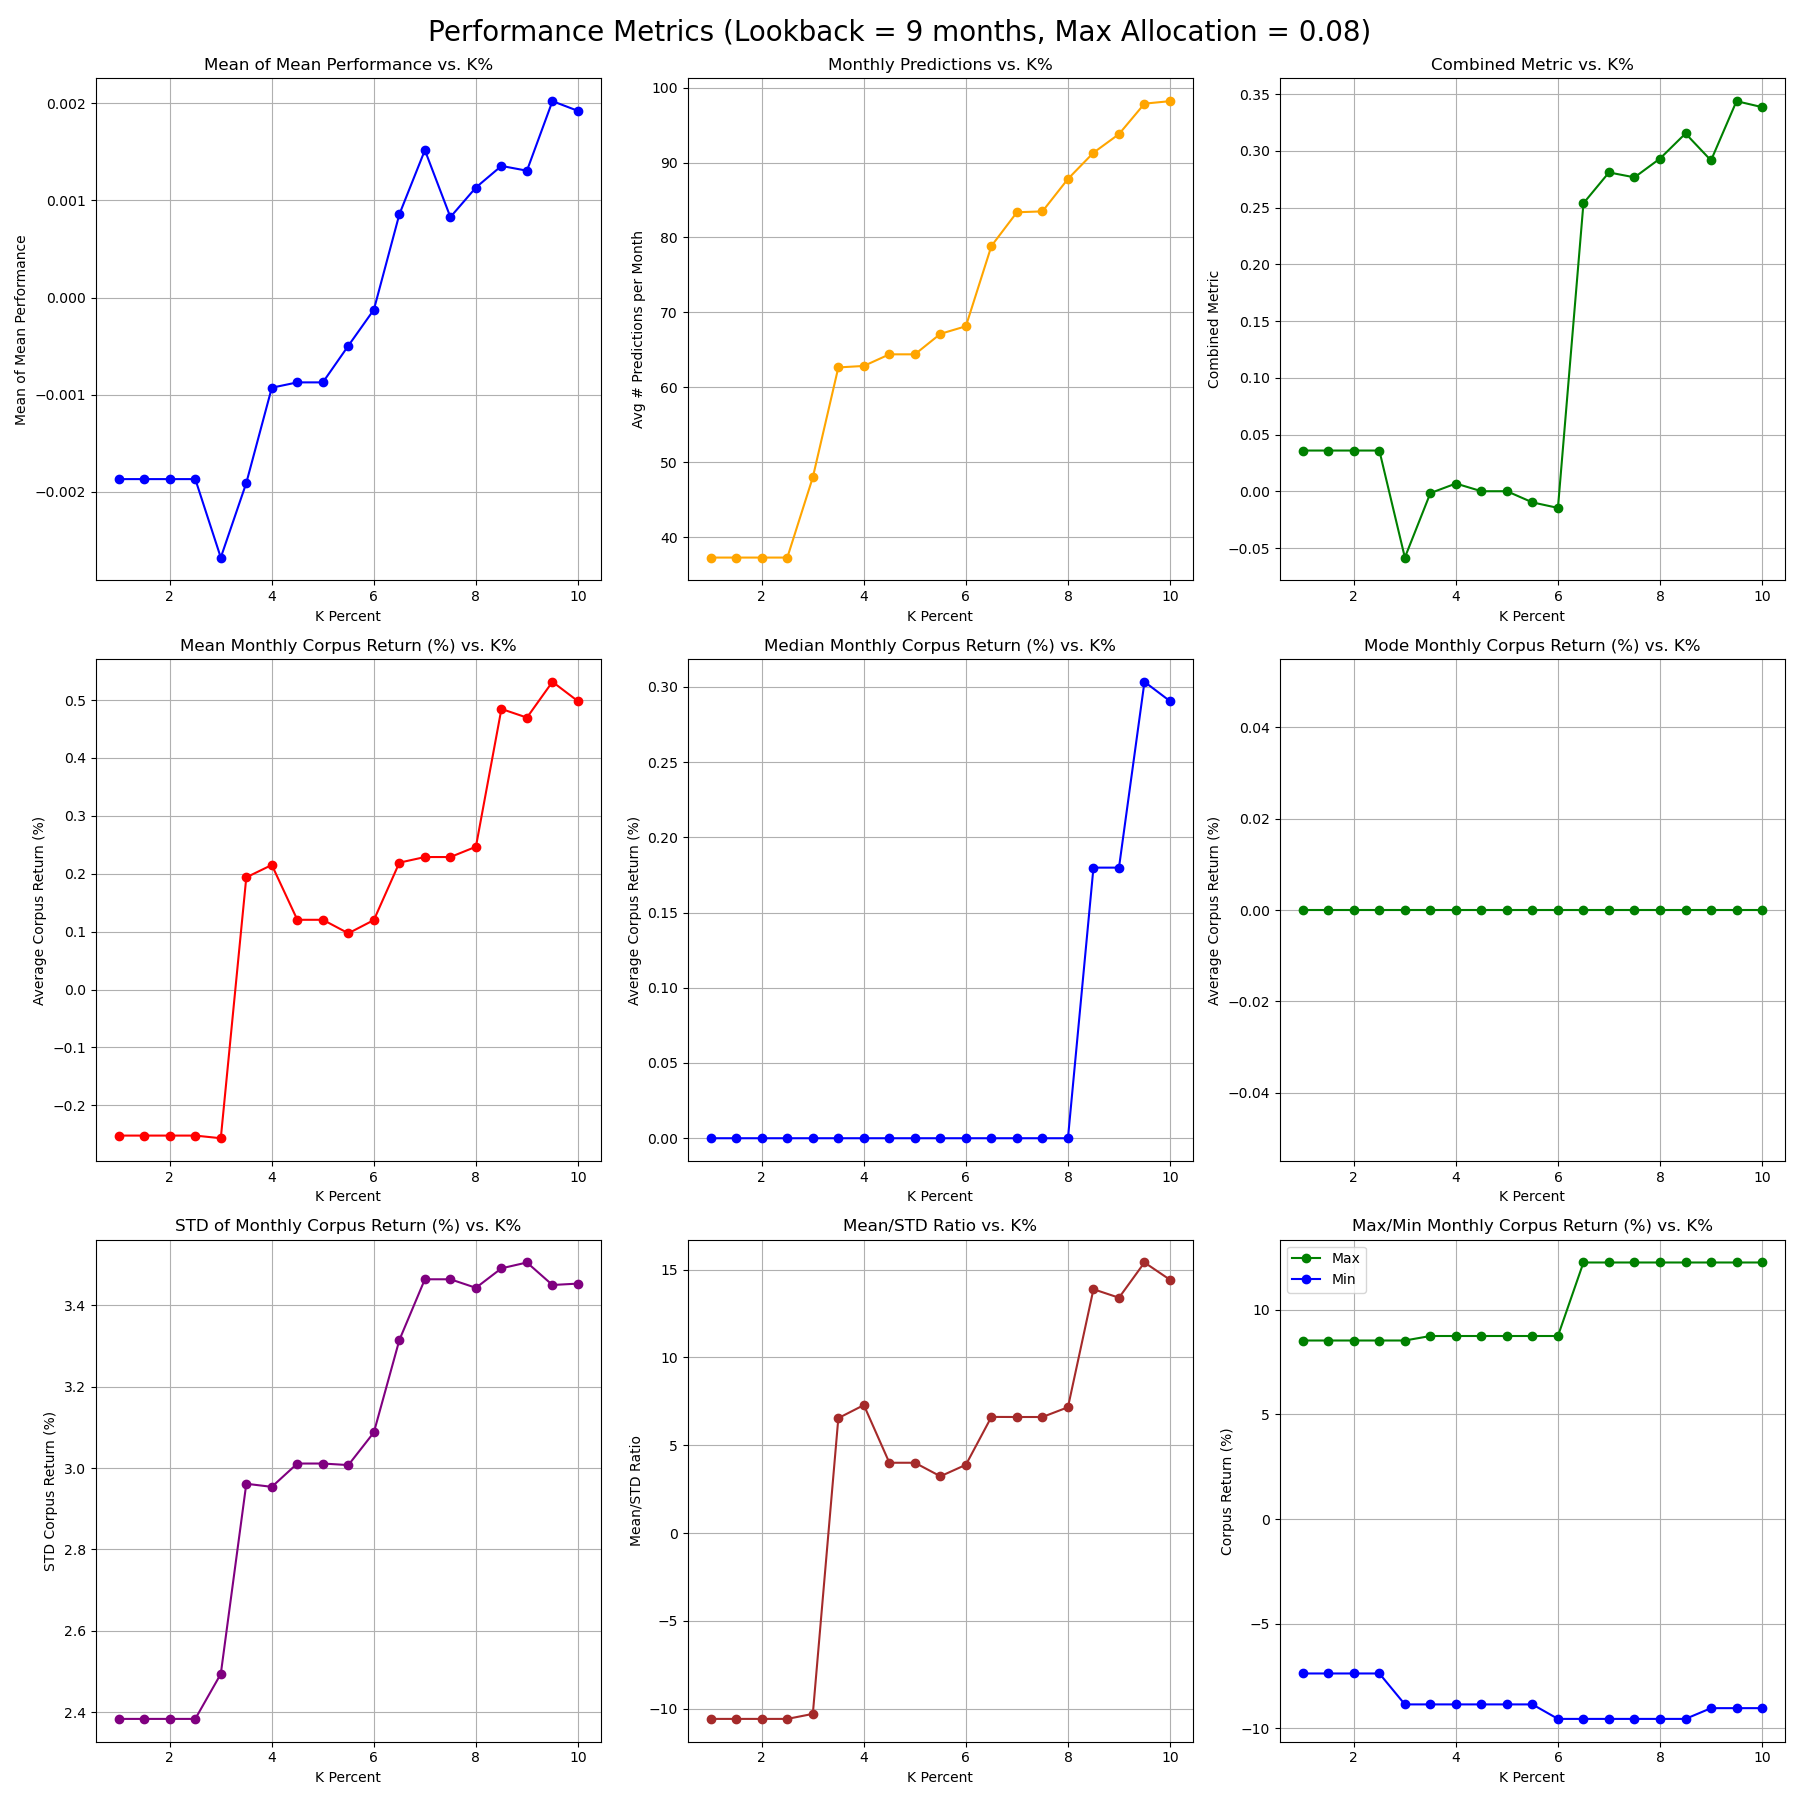 Performance Metrics (Lookback = 9 months, Max Allocation = 0.08)
Mean of Mean Performance vs. K%
Mean of Mean Performance
0.002
0.001
0.000
−0.001
−0.002
2 4 6 8 10
K Percent
Monthly Predictions vs. K%
Avg # Predictions per Month
100
90
80
70
60
50
40
2 4 6 8 10
K Percent
Combined Metric vs. K%
Combined Metric
0.35
0.30
0.25
0.20
0.15
0.10
0.05
0.00
−0.05
2 4 6 8 10
K Percent
Mean Monthly Corpus Return (%) vs. K%
Average Corpus Return (%)
0.5
0.4
0.3
0.2
0.1
0.0
−0.1
−0.2
2 4 6 8 10
K Percent
Median Monthly Corpus Return (%) vs. K%
Average Corpus Return (%)
0.30
0.25
0.20
0.15
0.10
0.05
0.00
2 4 6 8 10
K Percent
Mode Monthly Corpus Return (%) vs. K%
Average Corpus Return (%)
0.04
0.02
0.00
−0.02
−0.04
2 4 6 8 10
K Percent
STD of Monthly Corpus Return (%) vs. K%
STD Corpus Return (%)
3.4
3.2
3.0
2.8
2.6
2.4
2 4 6 8 10
K Percent
Mean/STD Ratio vs. K%
Mean/STD Ratio
15
10
5
0
−5
−10
2 4 6 8 10
K Percent
Max/Min Monthly Corpus Return (%) vs. K%
Max
Min
Corpus Return (%)
10
5
0
−5
−10
2 4 6 8 10
K Percent